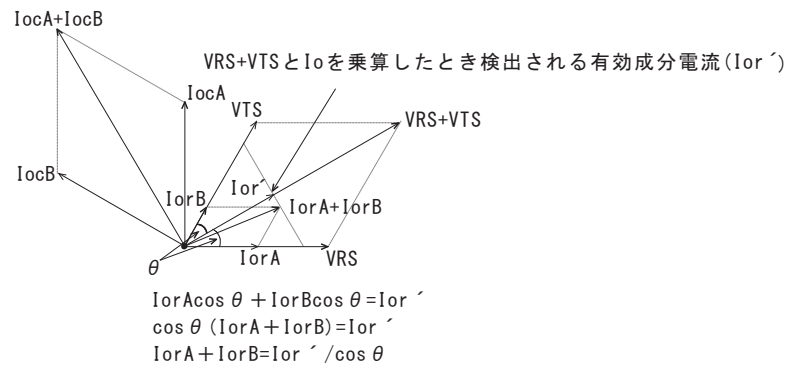 IocA+IocB
VRS+VTSとIoを乗算したとき検出される有効成分電流(Ior´)
IocA
VTS
VRS+VTS
IocB
IorB
Ior´
IorA+IorB
θ
IorA
VRS
IorAcosθ+IorBcosθ=Ior´
cosθ(IorA+IorB)=Ior´
IorA+IorB=Ior´/cosθ